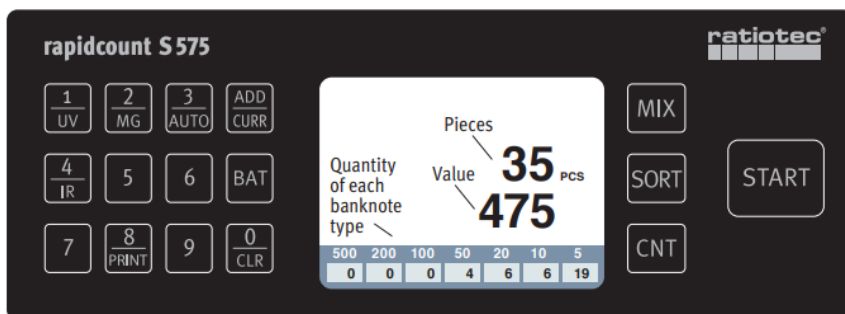 rapidcount S 575
ratiotec®
1
UV
2
MG
3
AUTO
ADD
CURR
4
IR
5
6
BAT
7
8
PRINT
9
0
CLR
Pieces
35 PCS
Quantity
of each
banknote
type
Value
475
500 200 100 50 20 10 5
0 0 0 4 6 6 19
MIX
SORT
CNT
START